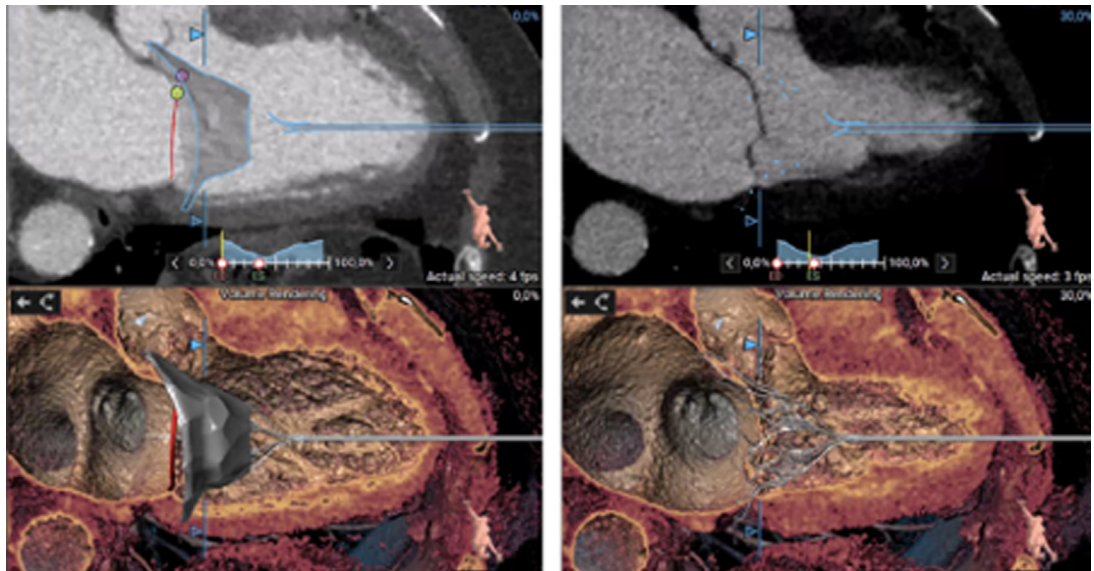 0,0%
30,0%
0,0% 100,0%
ED ES
Actual speed: 4 fps
0,0% 100,0%
ED ES
Actual speed: 3 fps
Volume Rendering
0,0%
Volume Rendering
30,0%